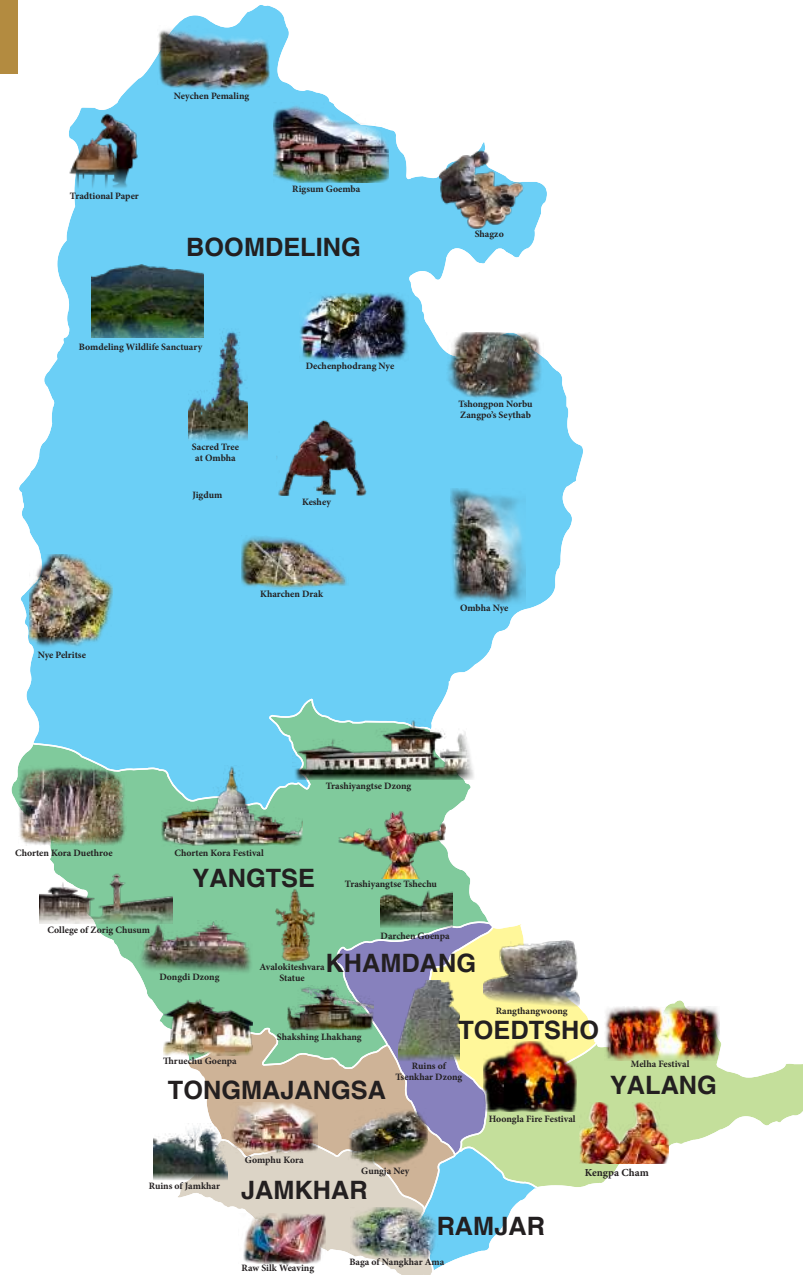 Neychen Pemaling
Tradtional Paper
Rigsum Goemba
Shagzo
BOOMDELING
Bomdeling Wildlife Sanctuary
Dechenphodrang Nye
Tshongpon Norbu
Zangpo's Seythab
Sacred Tree
at Ombha
Jigdum
Keshey
Kharchen Drak
Ombha Nye
Nye Pelritse
Trashiyangtse Dzong
Chorten Kora Duethroe
Chorten Kora Festival
YANGTSE
Trashiyangtse Tshechu
College of Zorig Chusum
Darchen Goenpa
Dongdi Dzong
Avalokiteshvara
Statue
KHAMDANG
Rangthangwoong
TOEDTSHO
Shakshing Lhakhang
Thruechu Goenpa
Ruins of
Tsenkhar Dzong
Melha Festival
YALANG
TONGMAJANGSA
Hoongla Fire Festival
Gomphu Kora
Gungja Ney
Kengpa Cham
Ruins of Jamkhar
JAMKHAR
RAMJAR
Raw Silk Weaving
Baga of Nangkhar Ama